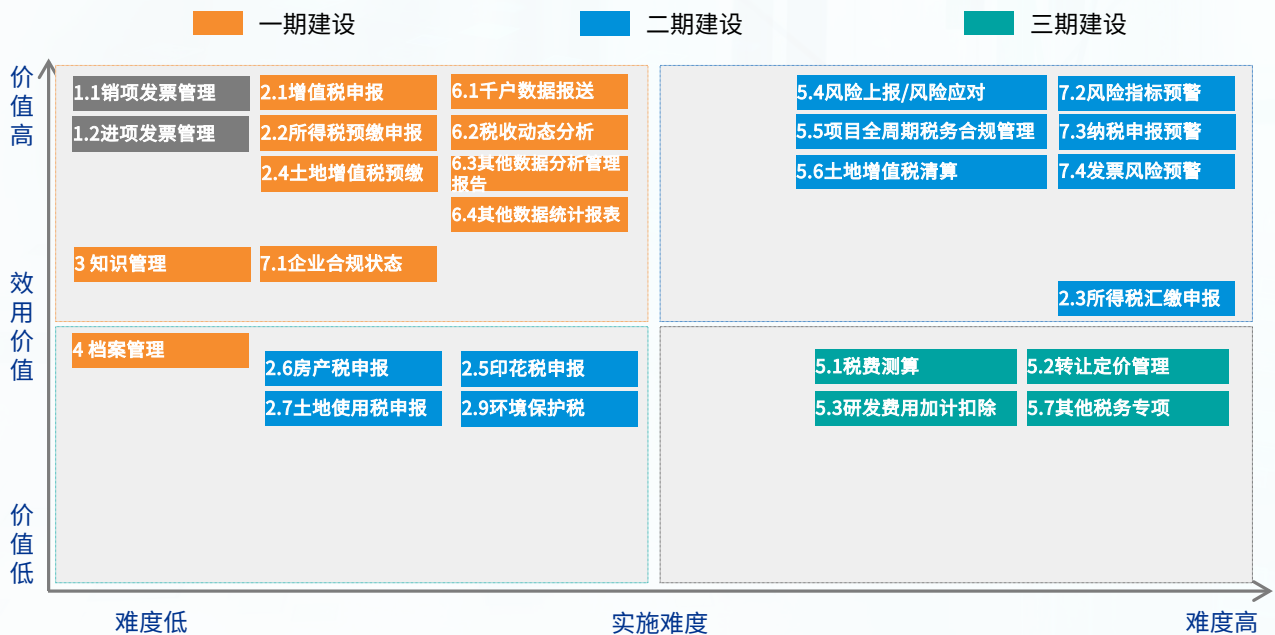 一期建设
二期建设
三期建设
价值高
1.1销项发票管理
2.1增值税申报
6.1千户数据报送
5.4风险上报/风险应对
7.2风险指标预警
1.2进项发票管理
2.2所得税预缴申报
6.2税收动态分析
5.5项目全周期税务合规管理
7.3纳税申报预警
2.4土地增值税预缴
6.3其他数据分析管理
报告
5.6土地增值税清算
7.4发票风险预警
6.4其他数据统计报表
3 知识管理
7.1企业合规状态
效用价值
2.3所得税汇缴申报
4 档案管理
2.6房产税申报
2.5印花税申报
5.1税费测算
5.2转让定价管理
2.7土地使用税申报
2.9环境保护税
5.3研发费用加计扣除
5.7其他税务专项
价值低
难度低
实施难度
难度高